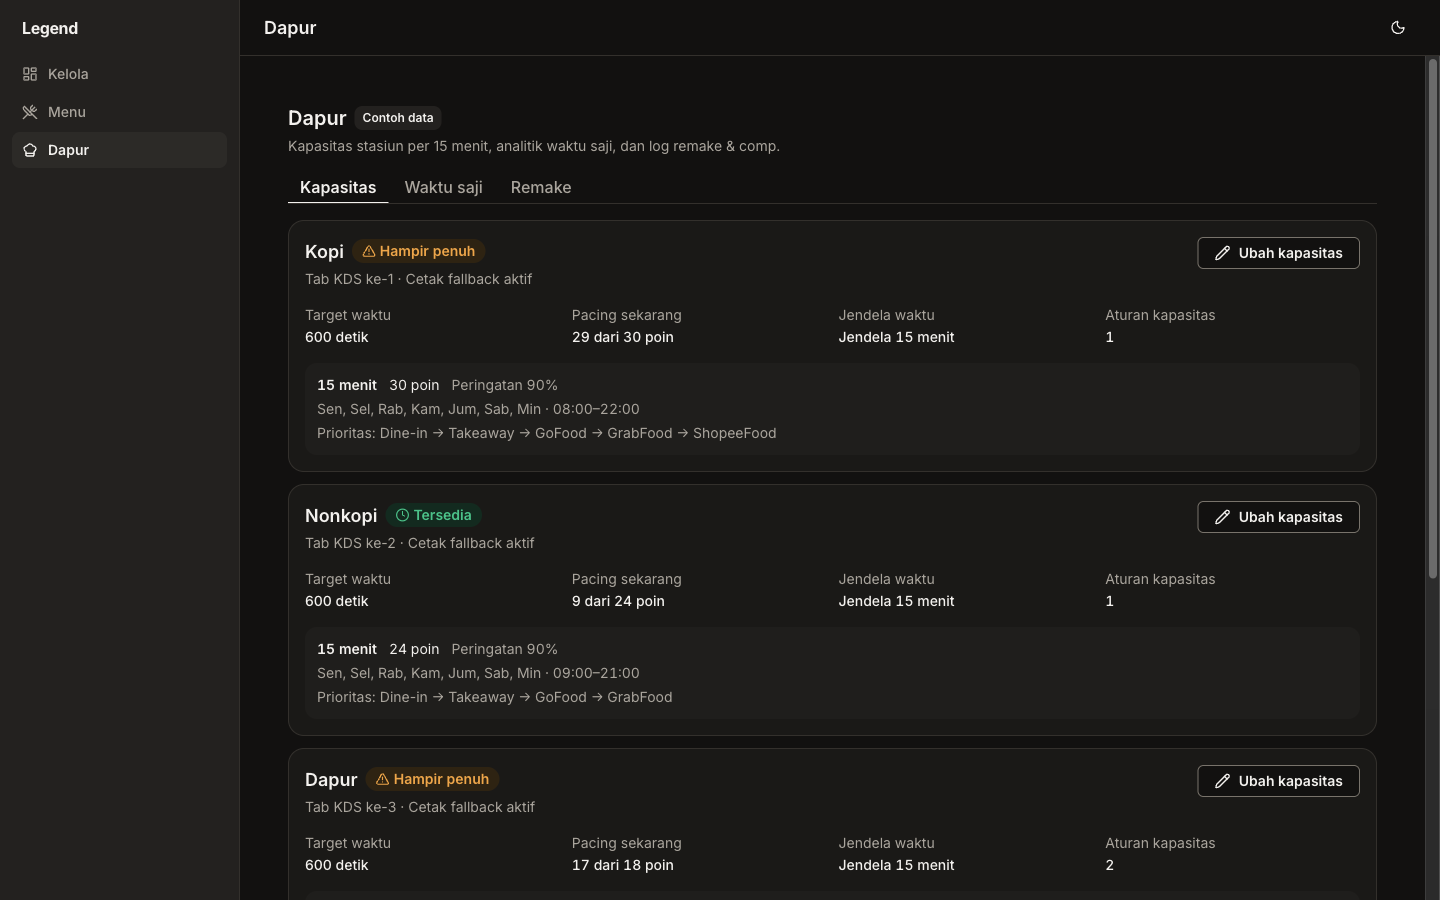 Legend
Kelola
Menu
Dapur
Dapur
Dapur Contoh data
Kapasitas stasiun per 15 menit, analitik waktu saji, dan log remake & comp.
Kapasitas Waktu saji Remake
Kopi Hampir penuh Ubah kapasitas
Tab KDS ke-1 · Cetak fallback aktif
Target waktu Pacing sekarang Jendela waktu Aturan kapasitas
600 detik 29 dari 30 poin Jendela 15 menit 1
15 menit 30 poin Peringatan 90%
Sen, Sel, Rab, Kam, Jum, Sab, Min · 08:00–22:00
Prioritas: Dine-in → Takeaway → GoFood → GrabFood → ShopeeFood
Nonkopi Tersedia Ubah kapasitas
Tab KDS ke-2 · Cetak fallback aktif
Target waktu Pacing sekarang Jendela waktu Aturan kapasitas
600 detik 9 dari 24 poin Jendela 15 menit 1
15 menit 24 poin Peringatan 90%
Sen, Sel, Rab, Kam, Jum, Sab, Min · 09:00–21:00
Prioritas: Dine-in → Takeaway → GoFood → GrabFood
Dapur Hampir penuh Ubah kapasitas
Tab KDS ke-3 · Cetak fallback aktif
Target waktu Pacing sekarang Jendela waktu Aturan kapasitas
600 detik 17 dari 18 poin Jendela 15 menit 2